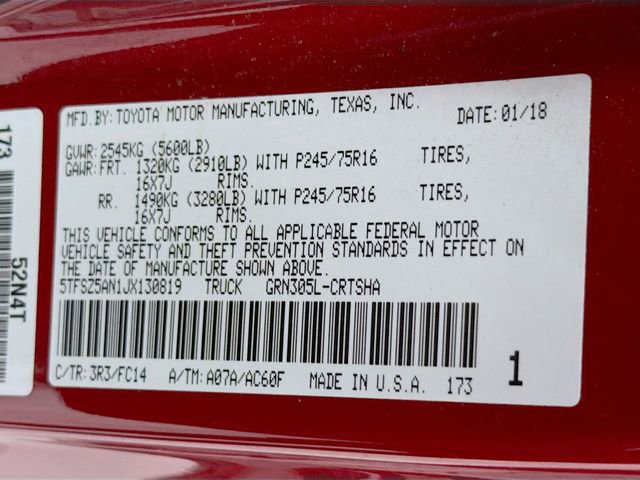 MFD.BY:TOYOTA MOTOR MANUFACTURING, TEXAS, INC. DATE:01/18
GVWR:2545KG (5600LB)
GAWR:FRT. 1320KG (2910LB) WITH P245/75R16 TIRES,
16X7J RIMS.
RR. 1490KG (3280LB) WITH P245/75R16 TIRES,
16X7J RIMS.
THIS VEHICLE CONFORMS TO ALL APPLICABLE FEDERAL MOTOR
VEHICLE SAFETY AND THEFT PREVENTION STANDARDS IN EFFECT ON
THE DATE OF MANUFACTURE SHOWN ABOVE.
5TFSZ5AN1JX130819 TRUCK GRN305L-CRTSHA
C/TR:3R3/FC14 A/TM:A07A/AC60F MADE IN U.S.A. 173 1
173
52N4T